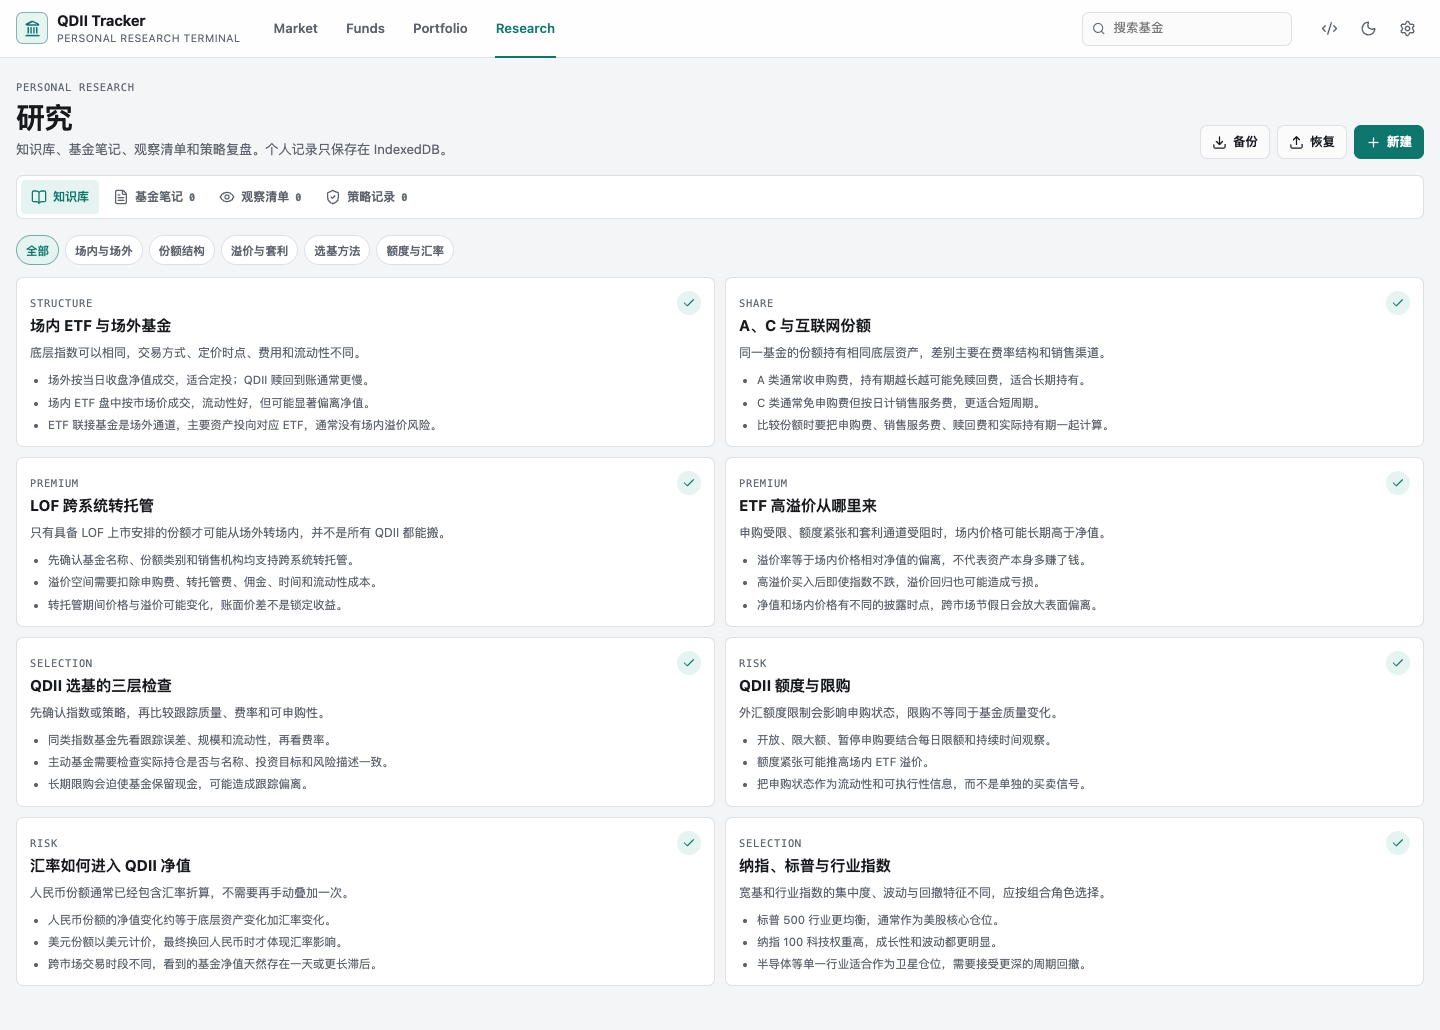 QDII Tracker
PERSONAL RESEARCH TERMINAL
Market
Funds
Portfolio
Research
搜索基金
PERSONAL RESEARCH
研究
知识库、基金笔记、观察清单和策略复盘。个人记录只保存在 IndexedDB。
备份
恢复
新建
知识库
基金笔记 0
观察清单 0
策略记录 0
全部
场内与场外
份额结构
溢价与套利
选基方法
额度与汇率
STRUCTURE
场内 ETF 与场外基金
底层指数可以相同，交易方式、定价时点、费用和流动性不同。
场外按当日收盘净值成交，适合定投；QDII 赎回到账通常更慢。
场内 ETF 盘中按市场价成交，流动性好，但可能显著偏离净值。
ETF 联接基金是场外通道，主要资产投向对应 ETF，通常没有场内溢价风险。
SHARE
A、C 与互联网份额
同一基金的份额持有相同底层资产，差别主要在费率结构和销售渠道。
A 类通常收申购费，持有期越长越可能免赎回费，适合长期持有。
C 类通常免申购费但按日计销售服务费，更适合短周期。
比较份额时要把申购费、销售服务费、赎回费和实际持有期一起计算。
PREMIUM
LOF 跨系统转托管
只有具备 LOF 上市安排的份额才可能从场外转场内，并不是所有 QDII 都能搬。
先确认基金名称、份额类别和销售机构均支持跨系统转托管。
溢价空间需要扣除申购费、转托管费、佣金、时间和流动性成本。
转托管期间价格与溢价可能变化，账面价差不是锁定收益。
PREMIUM
ETF 高溢价从哪里来
申购受限、额度紧张和套利通道受阻时，场内价格可能长期高于净值。
溢价率等于场内价格相对净值的偏离，不代表资产本身多赚了钱。
高溢价买入后即使指数不跌，溢价回归也可能造成亏损。
净值和场内价格有不同的披露时点，跨市场节假日会放大表面偏离。
SELECTION
QDII 选基的三层检查
先确认指数或策略，再比较跟踪质量、费率和可申购性。
同类指数基金先看跟踪误差、规模和流动性，再看费率。
主动基金需要检查实际持仓是否与名称、投资目标和风险描述一致。
长期限购会迫使基金保留现金，可能造成跟踪偏离。
RISK
QDII 额度与限购
外汇额度限制会影响申购状态，限购不等同于基金质量变化。
开放、限大额、暂停申购要结合每日限额和持续时间观察。
额度紧张可能推高场内 ETF 溢价。
把申购状态作为流动性和可执行性信息，而不是单独的买卖信号。
RISK
汇率如何进入 QDII 净值
人民币份额通常已经包含汇率折算，不需要再手动叠加一次。
人民币份额的净值变化约等于底层资产变化加汇率变化。
美元份额以美元计价，最终换回人民币时才体现汇率影响。
跨市场交易时段不同，看到的基金净值天然存在一天或更长滞后。
SELECTION
纳指、标普与行业指数
宽基和行业指数的集中度、波动与回撤特征不同，应按组合角色选择。
标普 500 行业更均衡，通常作为美股核心仓位。
纳指 100 科技权重高，成长性和波动都更明显。
半导体等单一行业适合作为卫星仓位，需要接受更深的周期回撤。